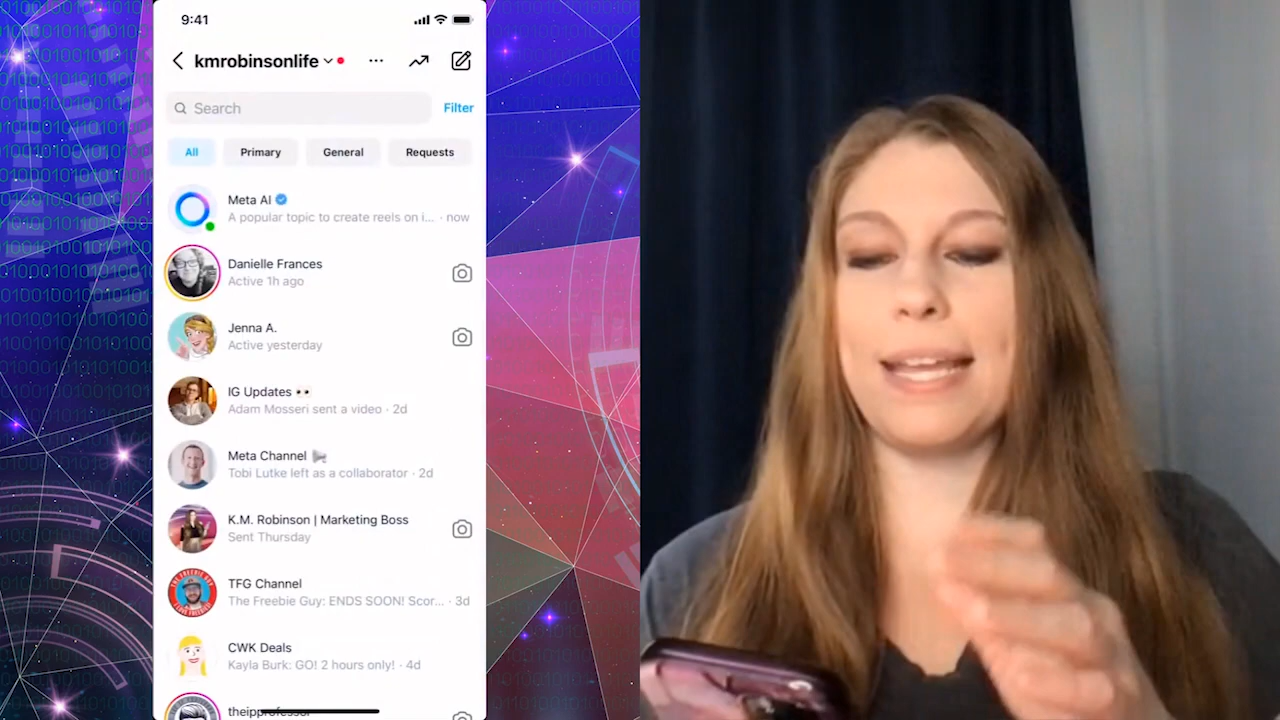 9:41
kmrobinsonlife
Search
Filter
All
Primary
General
Requests
Meta AI
A popular topic to create reels on i... · now
Danielle Frances
Active 1h ago
Jenna A.
Active yesterday
IG Updates 👀
Adam Mosseri sent a video · 2d
Meta Channel
Tobi Lutke left as a collaborator · 2d
K.M. Robinson | Marketing Boss
Sent Thursday
TFG Channel
The Freebie Guy: ENDS SOON! Scor... · 3d
CWK Deals
Kayla Burk: GO! 2 hours only! · 4d
theipprofessor